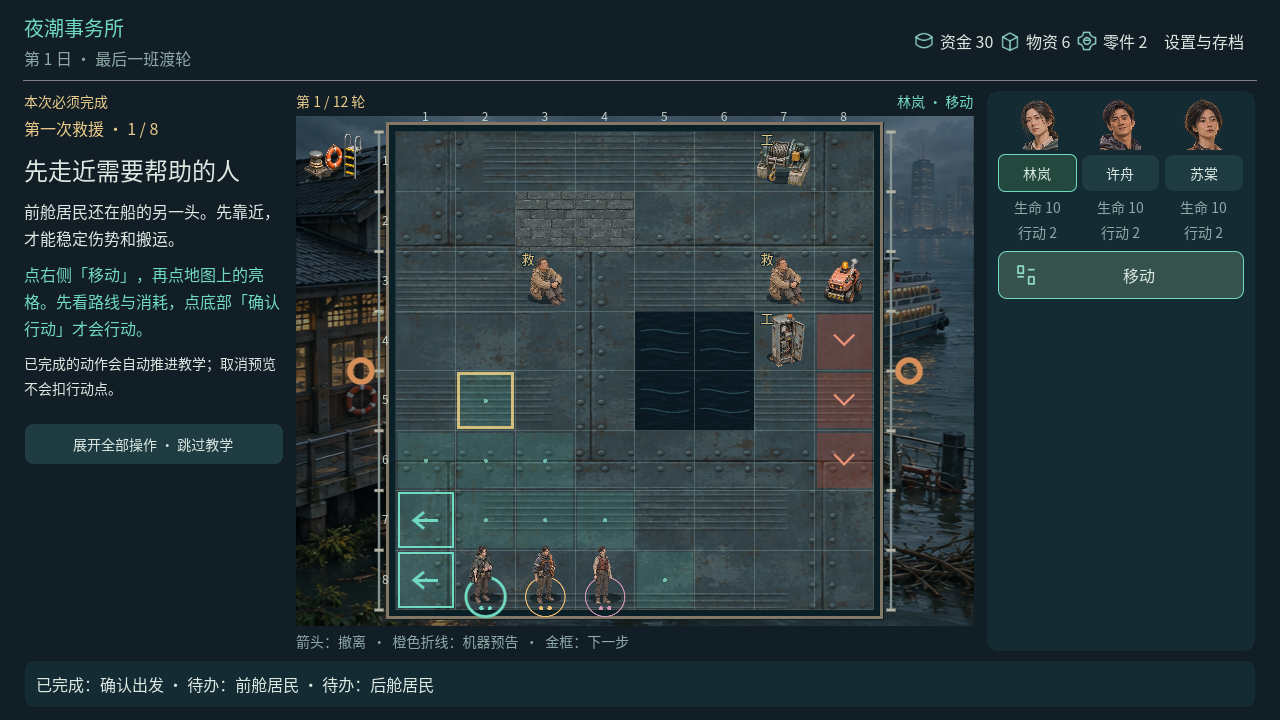 夜潮事务所
第 1 日 · 最后一班渡轮
资金 30 物资 6 零件 2 设置与存档
本次必须完成
第一次救援 · 1 / 8
先走近需要帮助的人
前舱居民还在船的另一头。先靠近，
才能稳定伤势和搬运。
点右侧「移动」，再点地图上的亮
格。先看路线与消耗，点底部「确认
行动」才会行动。
已完成的动作会自动推进教学；取消预览
不会扣行动点。
展开全部操作 · 跳过教学
第 1 / 12 轮 林岚 · 移动
1 2 3 4 5 6 7 8
1
工
2
3
救 救
4
工
5
6
7
8
箭头：撤离 · 橙色折线：机器预告 · 金框：下一步
林岚 许舟 苏棠
生命 10 生命 10 生命 10
行动 2 行动 2 行动 2
移动
已完成：确认出发 · 待办：前舱居民 · 待办：后舱居民